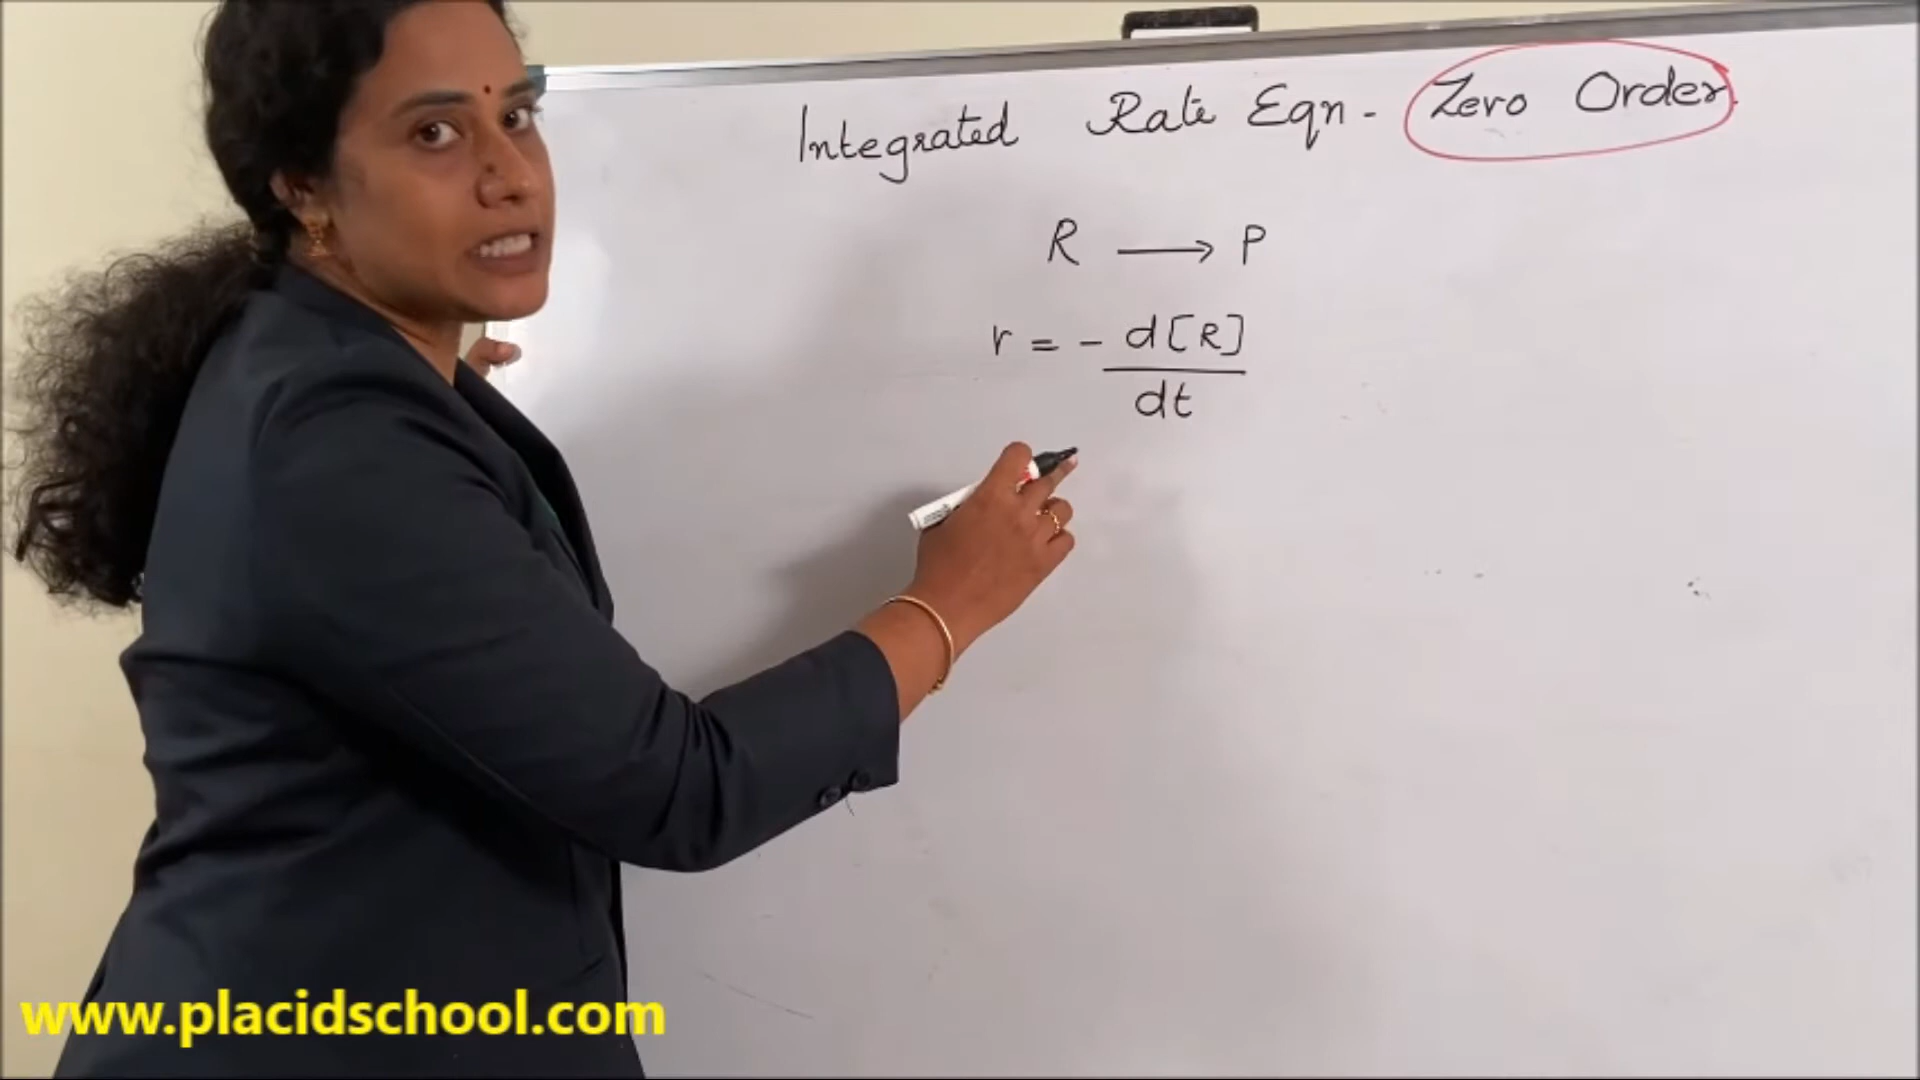 Integrated Rate Eqn - Zero Order.
R → P
r = - d[R]
dt
www.placidschool.com